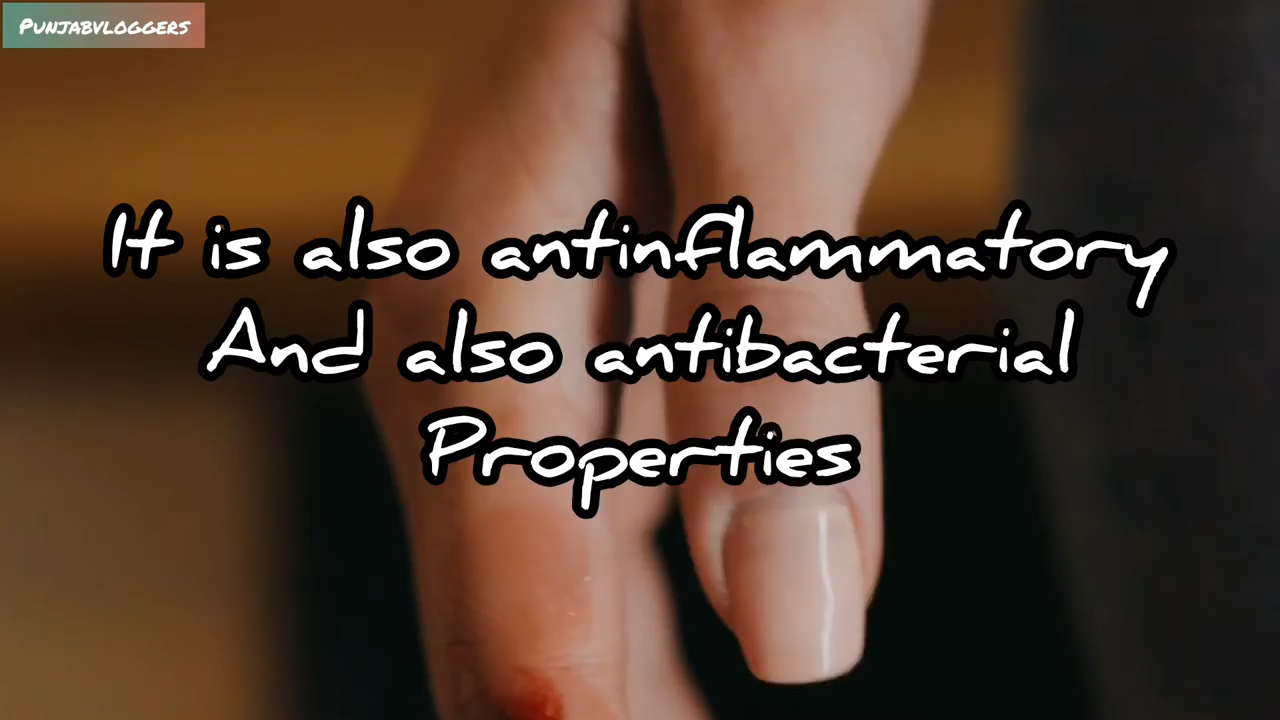 Punjabvloggers
It is also antinflammatory
And also antibacterial
Properties